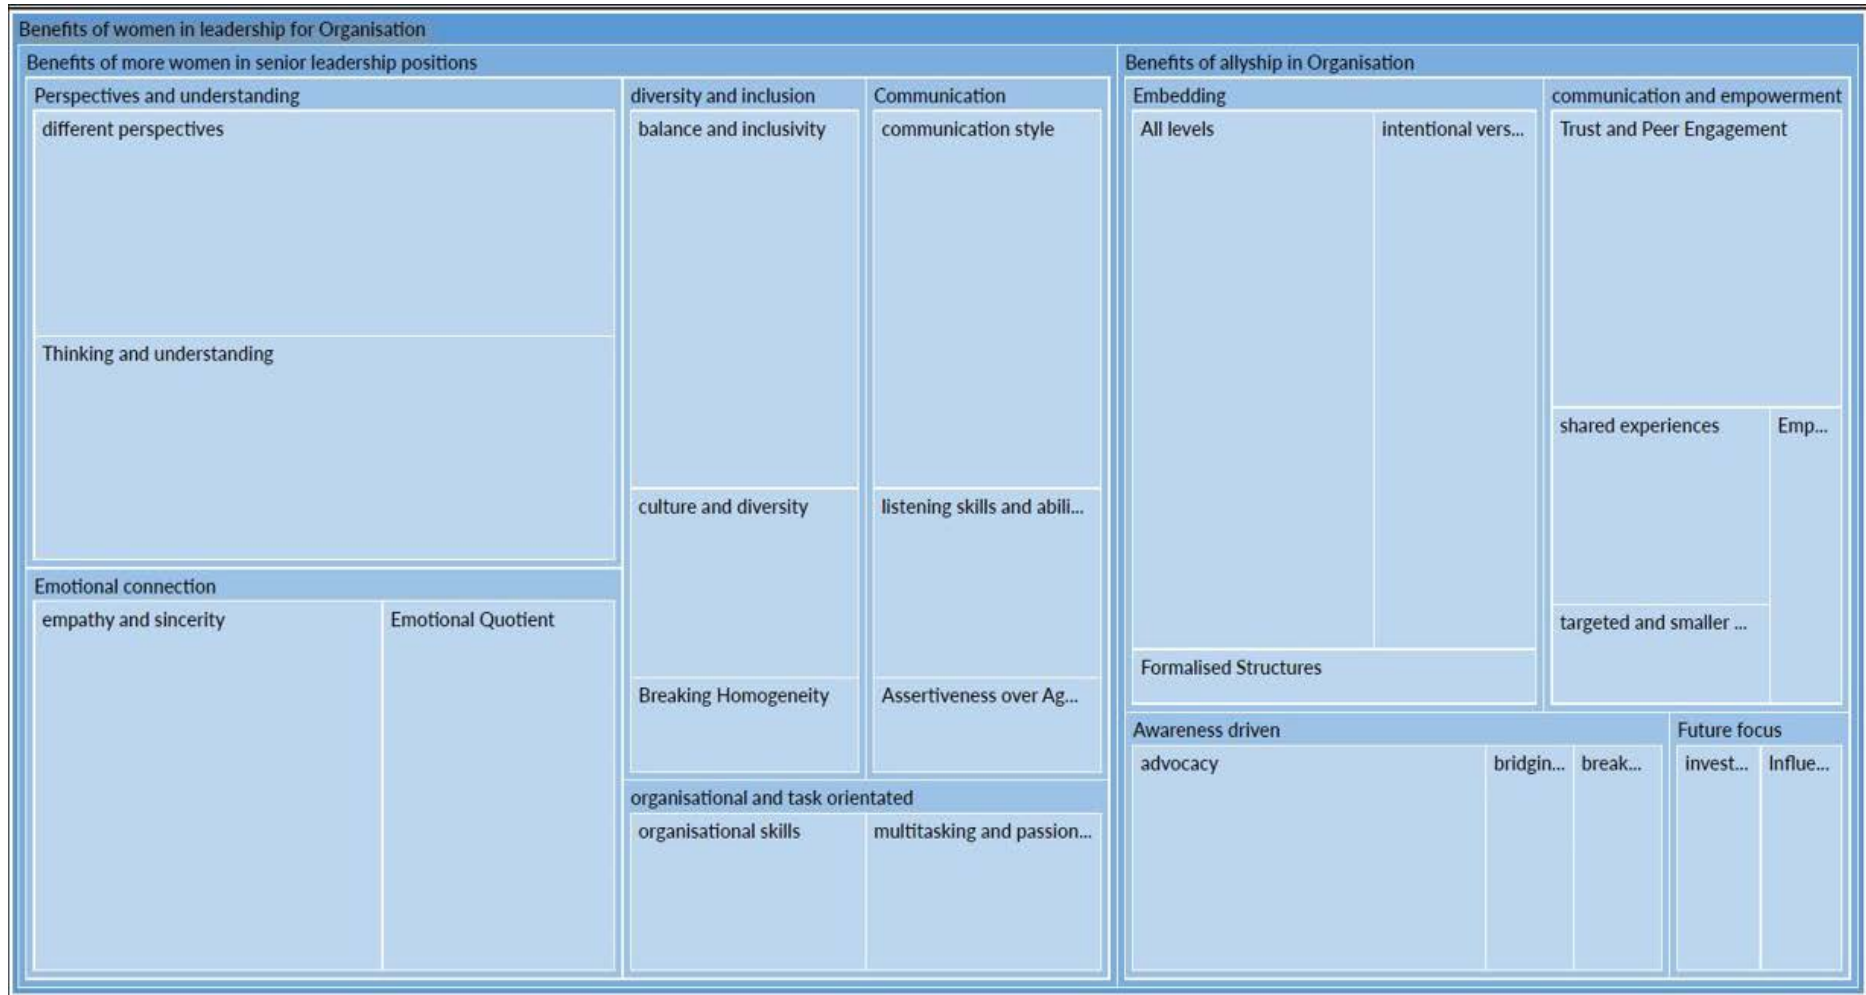 Benefits of women in leadership for Organisation
Benefits of more women in senior leadership positions
Perspectives and understanding
different perspectives
Thinking and understanding
Emotional connection
empathy and sincerity
Emotional Quotient
diversity and inclusion
balance and inclusivity
culture and diversity
Breaking Homogeneity
Communication
communication style
listening skills and abili...
Assertiveness over Ag...
organisational and task orientated
organisational skills
multitasking and passion...
Benefits of allyship in Organisation
Embedding
All levels
intentional vers...
Formalised Structures
communication and empowerment
Trust and Peer Engagement
shared experiences
Emp...
targeted and smaller ...
Awareness driven
advocacy
bridgin...
break...
Future focus
invest...
Influe...